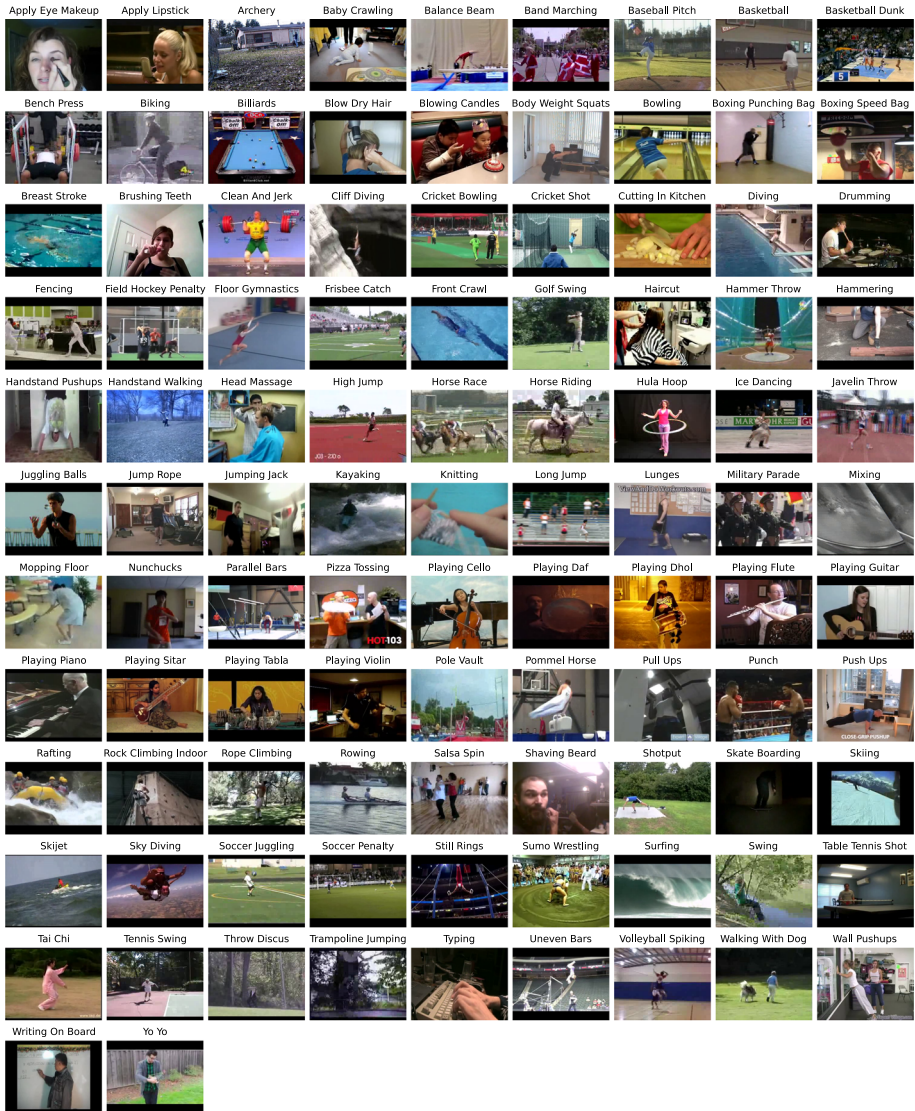 Apply Eye Makeup Apply Lipstick Archery Baby Crawling Balance Beam Band Marching Baseball Pitch Basketball Basketball Dunk
5
Bench Press Biking Billiards Blow Dry Hair Blowing Candles Body Weight Squats Bowling Boxing Punching Bag Boxing Speed Bag
Breast Stroke Brushing Teeth Clean And Jerk Cliff Diving Cricket Bowling Cricket Shot Cutting In Kitchen Diving Drumming
Fencing Field Hockey Penalty Floor Gymnastics Frisbee Catch Front Crawl Golf Swing Haircut Hammer Throw Hammering
Handstand Pushups Handstand Walking Head Massage High Jump Horse Race Horse Riding Hula Hoop Ice Dancing Javelin Throw
Juggling Balls Jump Rope Jumping Jack Kayaking Knitting Long Jump Lunges Military Parade Mixing
Mopping Floor Nunchucks Parallel Bars Pizza Tossing Playing Cello Playing Daf Playing Dhol Playing Flute Playing Guitar
HOT103
Playing Piano Playing Sitar Playing Tabla Playing Violin Pole Vault Pommel Horse Pull Ups Punch Push Ups
CLOSE-GRIP PUSHUP
Rafting Rock Climbing Indoor Rope Climbing Rowing Salsa Spin Shaving Beard Shotput Skate Boarding Skiing
Skijet Sky Diving Soccer Juggling Soccer Penalty Still Rings Sumo Wrestling Surfing Swing Table Tennis Shot
Tai Chi Tennis Swing Throw Discus Trampoline Jumping Typing Uneven Bars Volleyball Spiking Walking With Dog Wall Pushups
Writing On Board Yo Yo